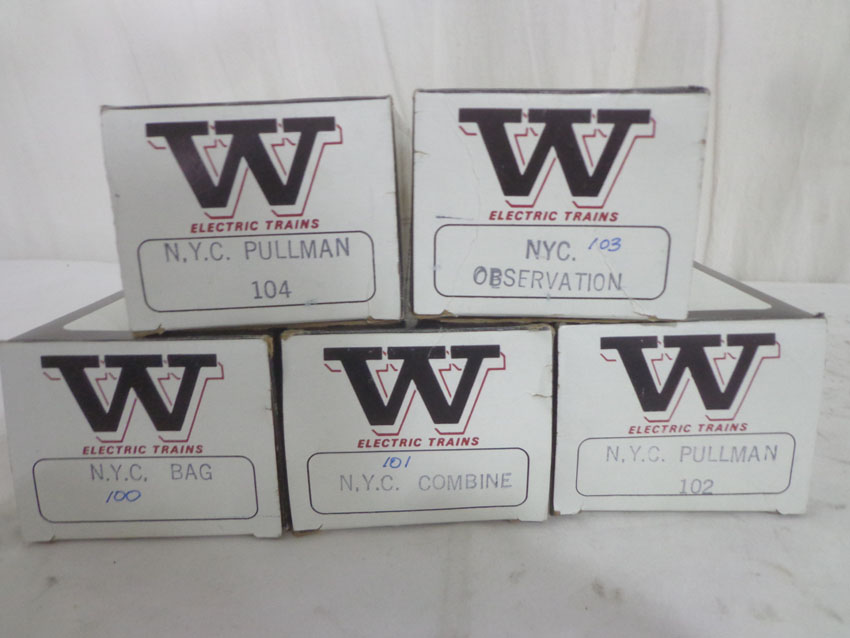 W
ELECTRIC TRAINS
N.Y.C. PULLMAN
104
W
ELECTRIC TRAINS
NYC. 103
OBSERVATION
W
ELECTRIC TRAINS
N.Y.C. BAG
100
W
ELECTRIC TRAINS
101
N.Y.C. COMBINE
W
ELECTRIC TRAINS
N.Y.C. PULLMAN
102